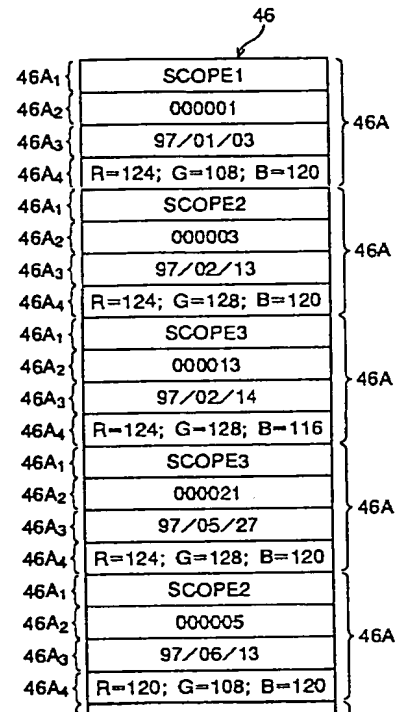 46
46A₁ SCOPE1
46A₂ 000001
46A
46A₃ 97/01/03
46A₄ R=124; G=108; B=120
46A₁ SCOPE2
46A₂ 000003
46A
46A₃ 97/02/13
46A₄ R=124; G=128; B=120
46A₁ SCOPE3
46A₂ 000013
46A
46A₃ 97/02/14
46A₄ R=124; G=128; B=116
46A₁ SCOPE3
46A₂ 000021
46A
46A₃ 97/05/27
46A₄ R=124; G=128; B=120
46A₁ SCOPE2
46A₂ 000005
46A
46A₃ 97/06/13
46A₄ R=120; G=108; B=120